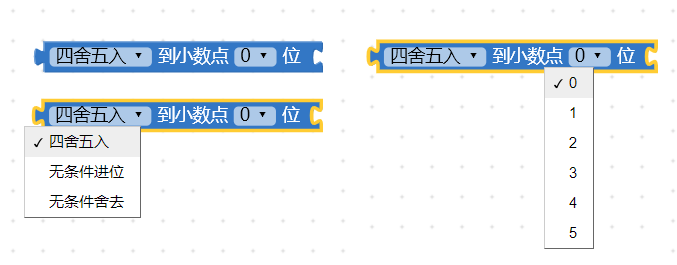 四舍五入 到小数点 0 位
四舍五入 到小数点 0 位
✓ 四舍五入
无条件进位
无条件舍去
四舍五入 到小数点 0 位
✓ 0
1
2
3
4
5